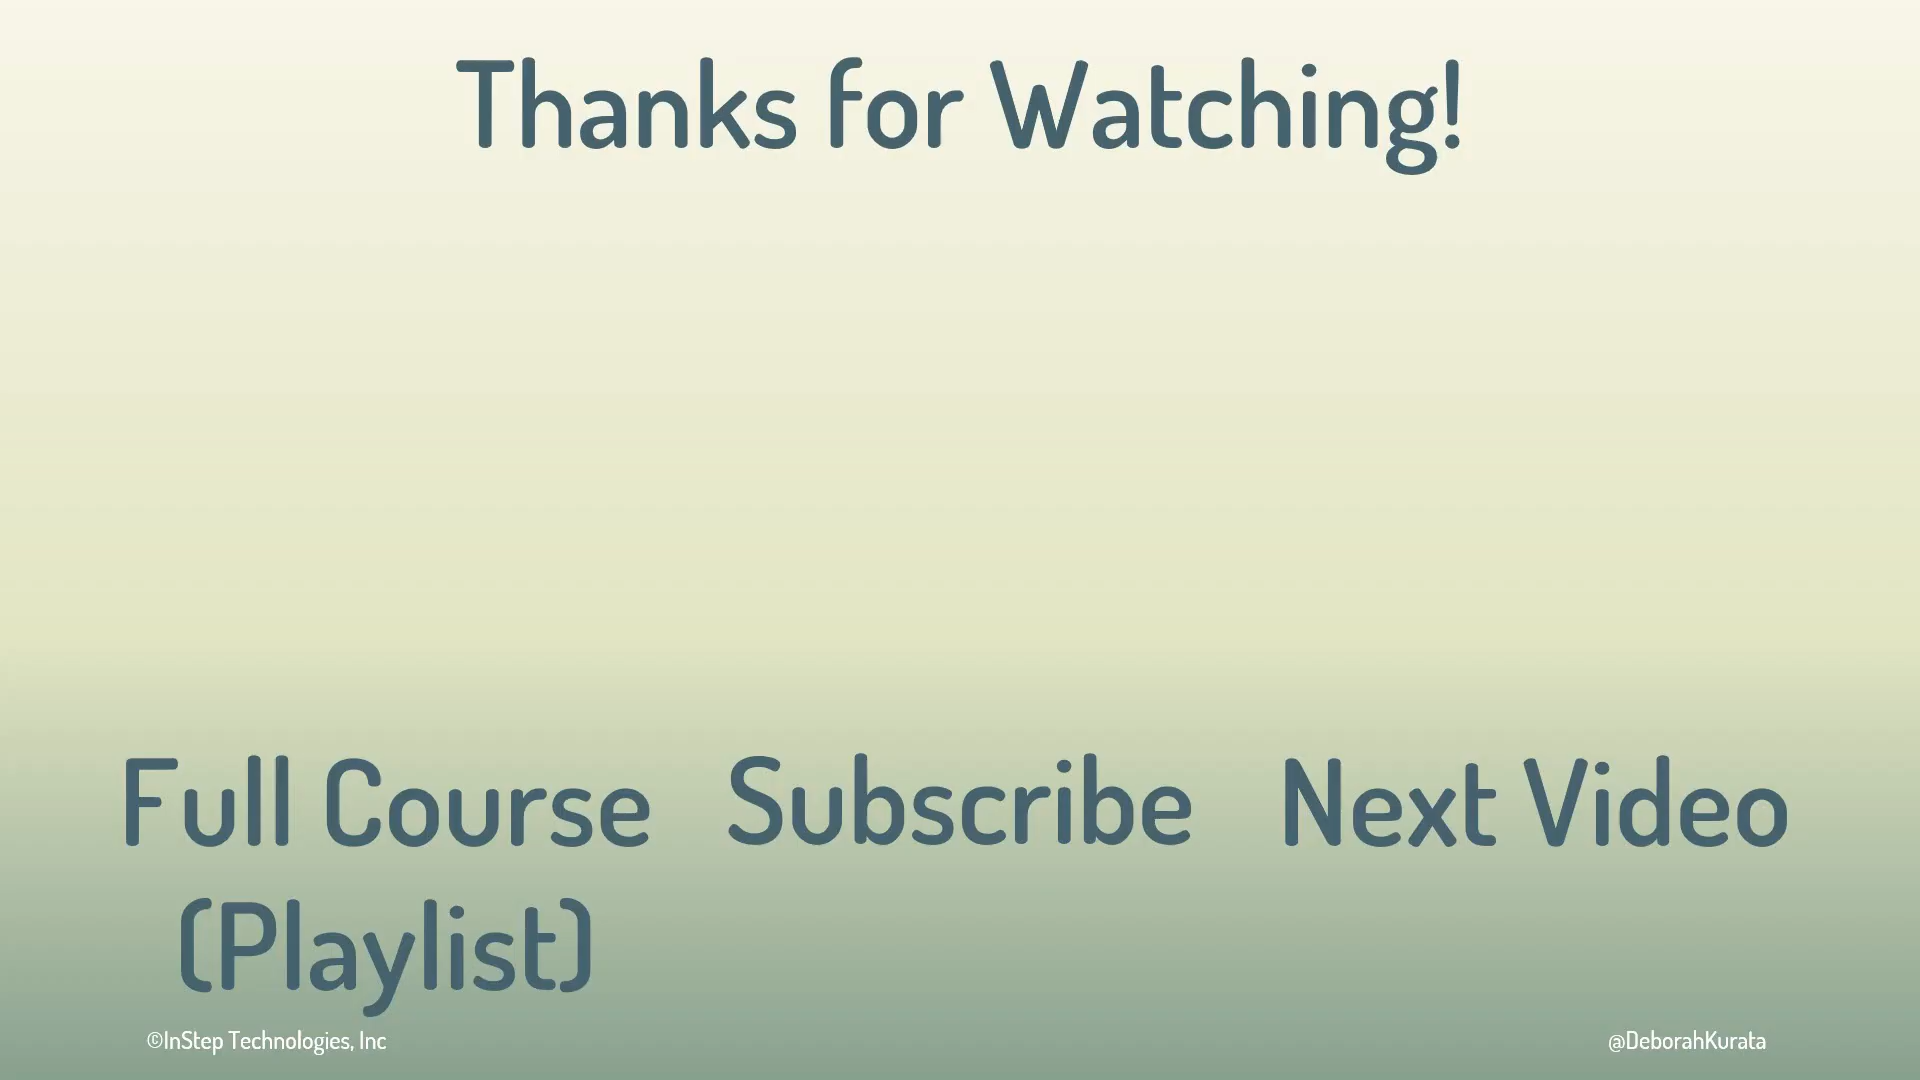 Thanks for Watching!
Full Course
(Playlist)
Subscribe
Next Video
©InStep Technologies, Inc
@DeborahKurata